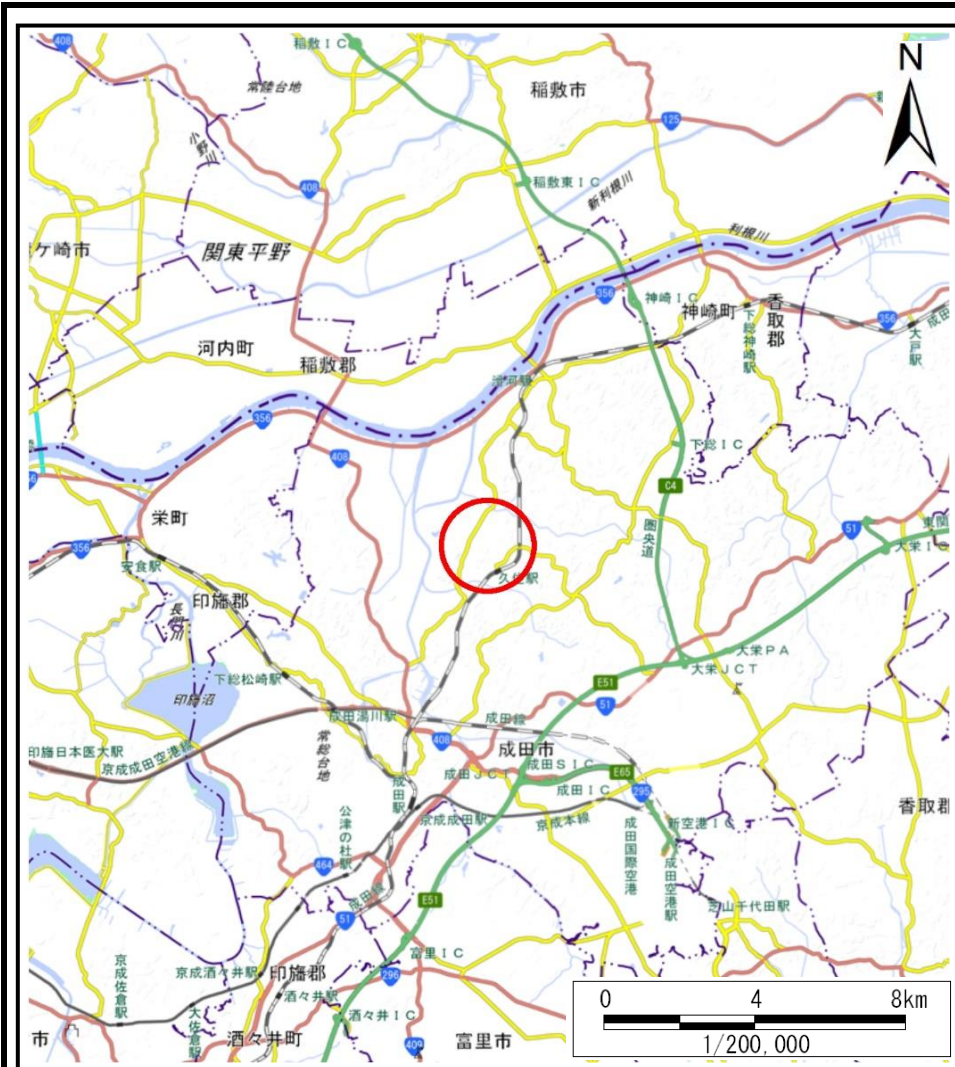 408
稲敷IC
N
常陸台地
稲敷市
小野川
125
408
稲敷東IC
新利根川
利根川
ケ崎市
関東平野
356
神崎IC
神崎町
香取郡
下総神崎駅
356
大戸駅
成田
河内町
稲敷郡
滑河駅
356
408
下総IC
C4
圏央道
栄町
51
東関
大栄IC
356
安食駅
久住駅
印旛郡
長門川
大栄PA
大栄JCT
下総松崎駅
E51
51
印旛沼
成田湯川駅
成田線
408
成田市
常総台地
印旛日本医大駅
京成成田空港線
成田JCT
成田SIC
E65
成田IC
295
成田駅
京成成田駅
京成本線
新空港IC
香取郡
公津の杜駅
成田国際空港
成田空港駅
464
成田線
E51
芝山千代田駅
51
富里IC
京成佐倉駅
京成酒々井駅
印旛郡
296
酒々井駅
大佐倉駅
酒々井IC
市
酒々井町
409
富里市
0 4 8km
1/200,000